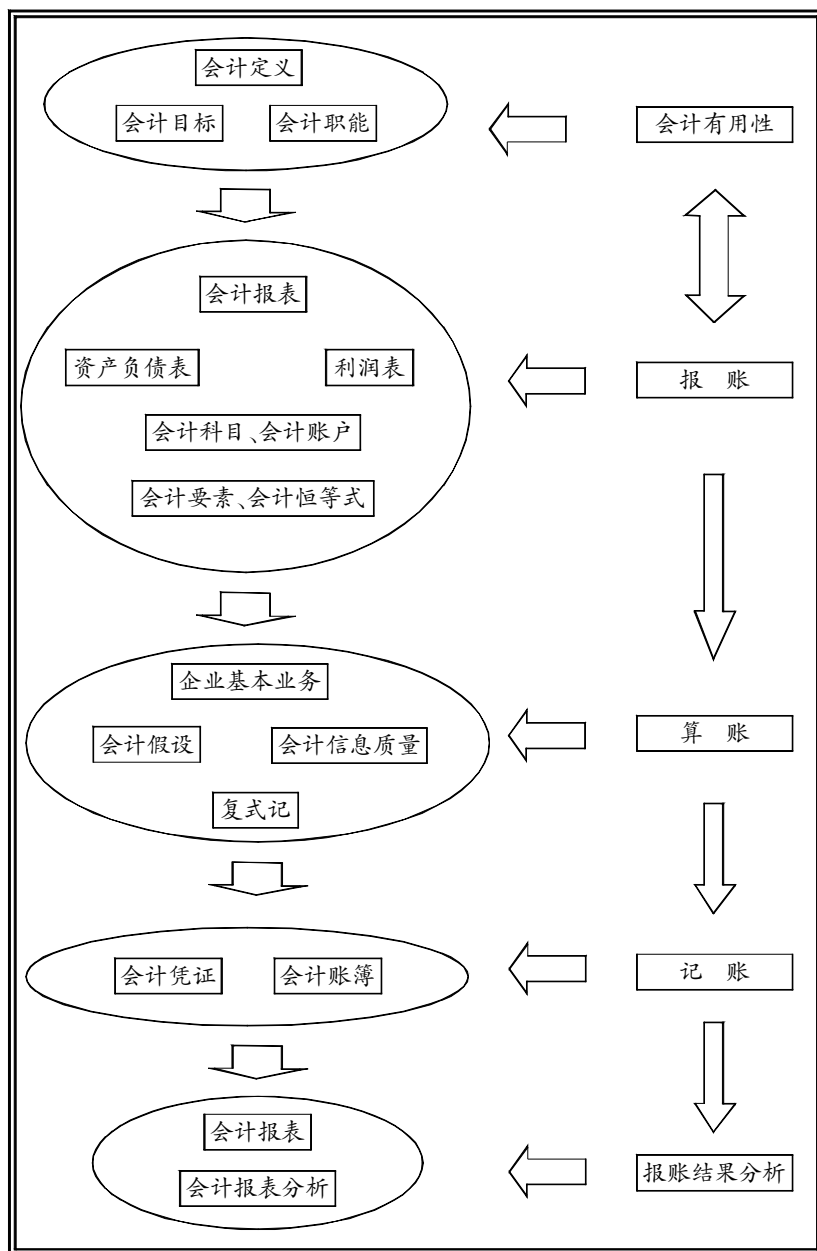 会计定义
会计目标 会计职能
会计有用性
会计报表
资产负债表 利润表
报 账
会计科目、会计账户
会计要素、会计恒等式
企业基本业务
会计假设 会计信息质量
算 账
复式记
会计凭证 会计账簿
记 账
会计报表
会计报表分析
报账结果分析